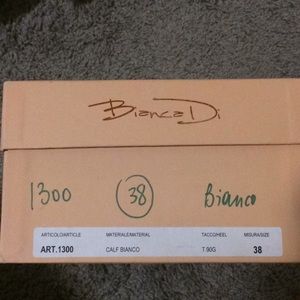 Bianca Di
1300 38 Bianco
ARTICOLO/ARTICLE MATERIALE/MATERIAL TACCO/HEEL MISURA/SIZE
ART.1300 CALF BIANCO T.90G 38